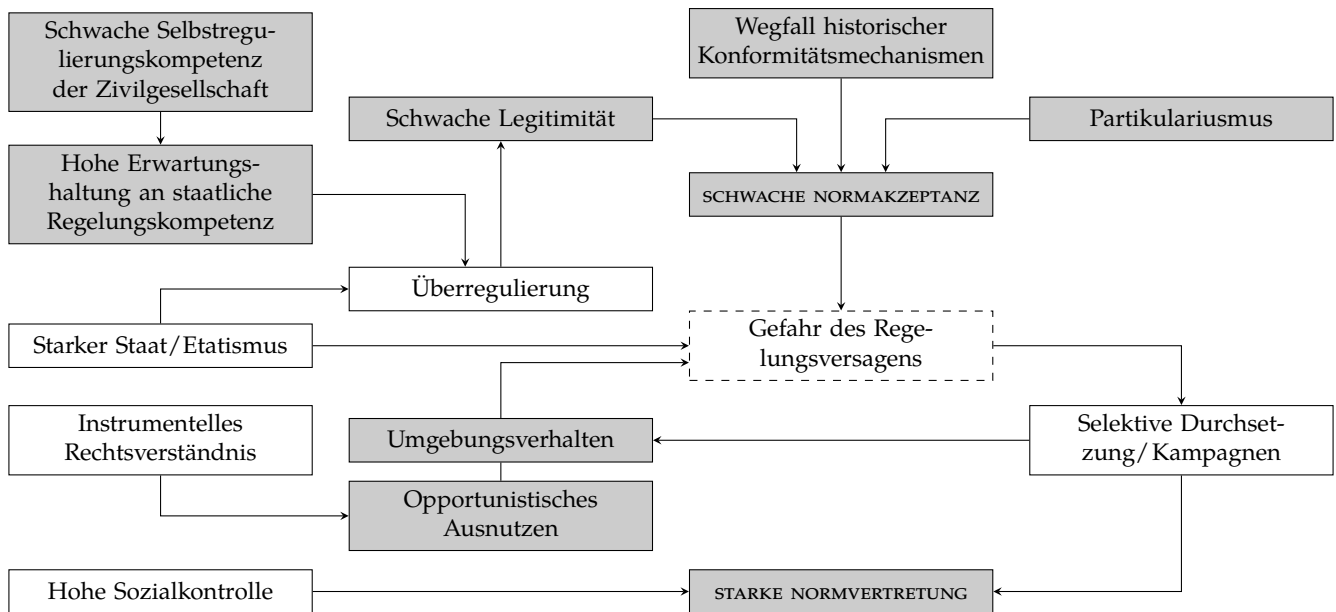 Schwache Selbstregu-
lierungskompetenz
der Zivilgesellschaft
Wegfall historischer
Konformitätsmechanismen
Schwache Legitimität
Partikulariusmus
Hohe Erwartungs-
haltung an staatliche
Regelungskompetenz
SCHWACHE NORMAKZEPTANZ
Überregulierung
Starker Staat/Etatismus
Gefahr des Rege-
lungsversagens
Instrumentelles
Rechtsverständnis
Umgebungsverhalten
Selektive Durchset-
zung/Kampagnen
Opportunistisches
Ausnutzen
Hohe Sozialkontrolle
STARKE NORMVERTRETUNG